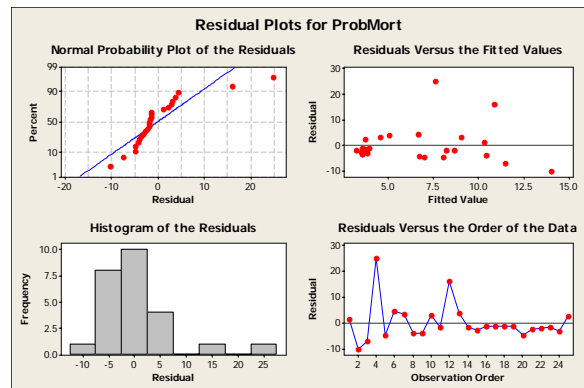 Residual Plots for ProbMort
Normal Probability Plot of the Residuals
Percent
99
90
50
10
1
-20 -10 0 10 20
Residual
Residuals Versus the Fitted Values
Residual
30
20
10
0
-10
5.0 7.5 10.0 12.5 15.0
Fitted Value
Histogram of the Residuals
Frequency
10.0
7.5
5.0
2.5
0.0
-10 -5 0 5 10 15 20 25
Residual
Residuals Versus the Order of the Data
Residual
30
20
10
0
-10
2 4 6 8 10 12 14 16 18 20 22 24
Observation Order